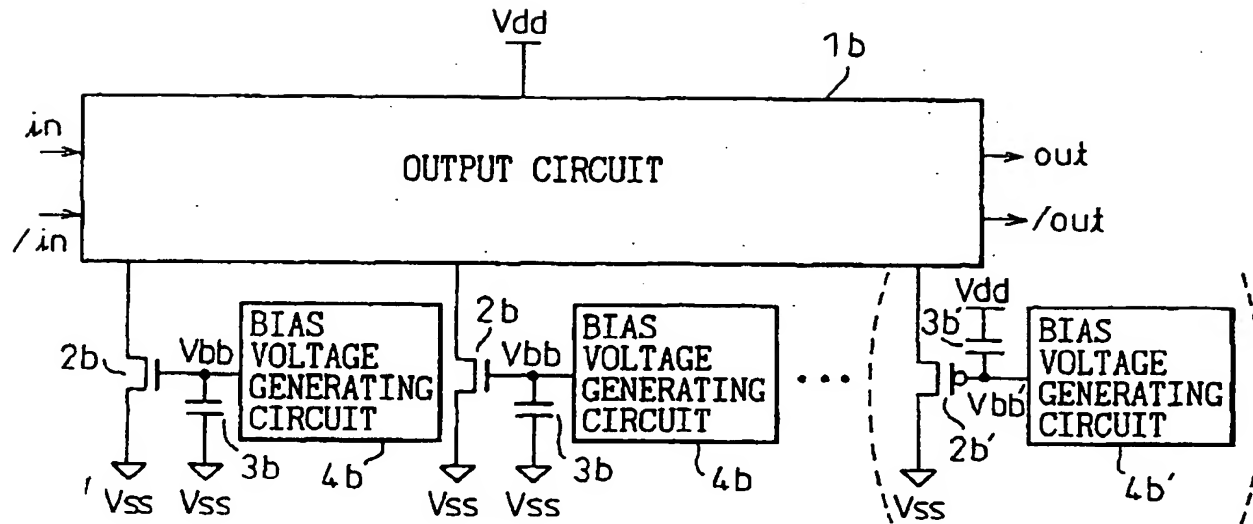 Vdd
1b
in
OUTPUT CIRCUIT
out
/in
/out
2b
Vbb
BIAS
VOLTAGE
GENERATING
CIRCUIT
3b
4b
Vss
Vss
2b
Vbb
BIAS
VOLTAGE
GENERATING
CIRCUIT
3b
4b
Vss
Vss
• • •
Vdd
3b'
Vbb'
2b'
BIAS
VOLTAGE
GENERATING
CIRCUIT
4b'
Vss